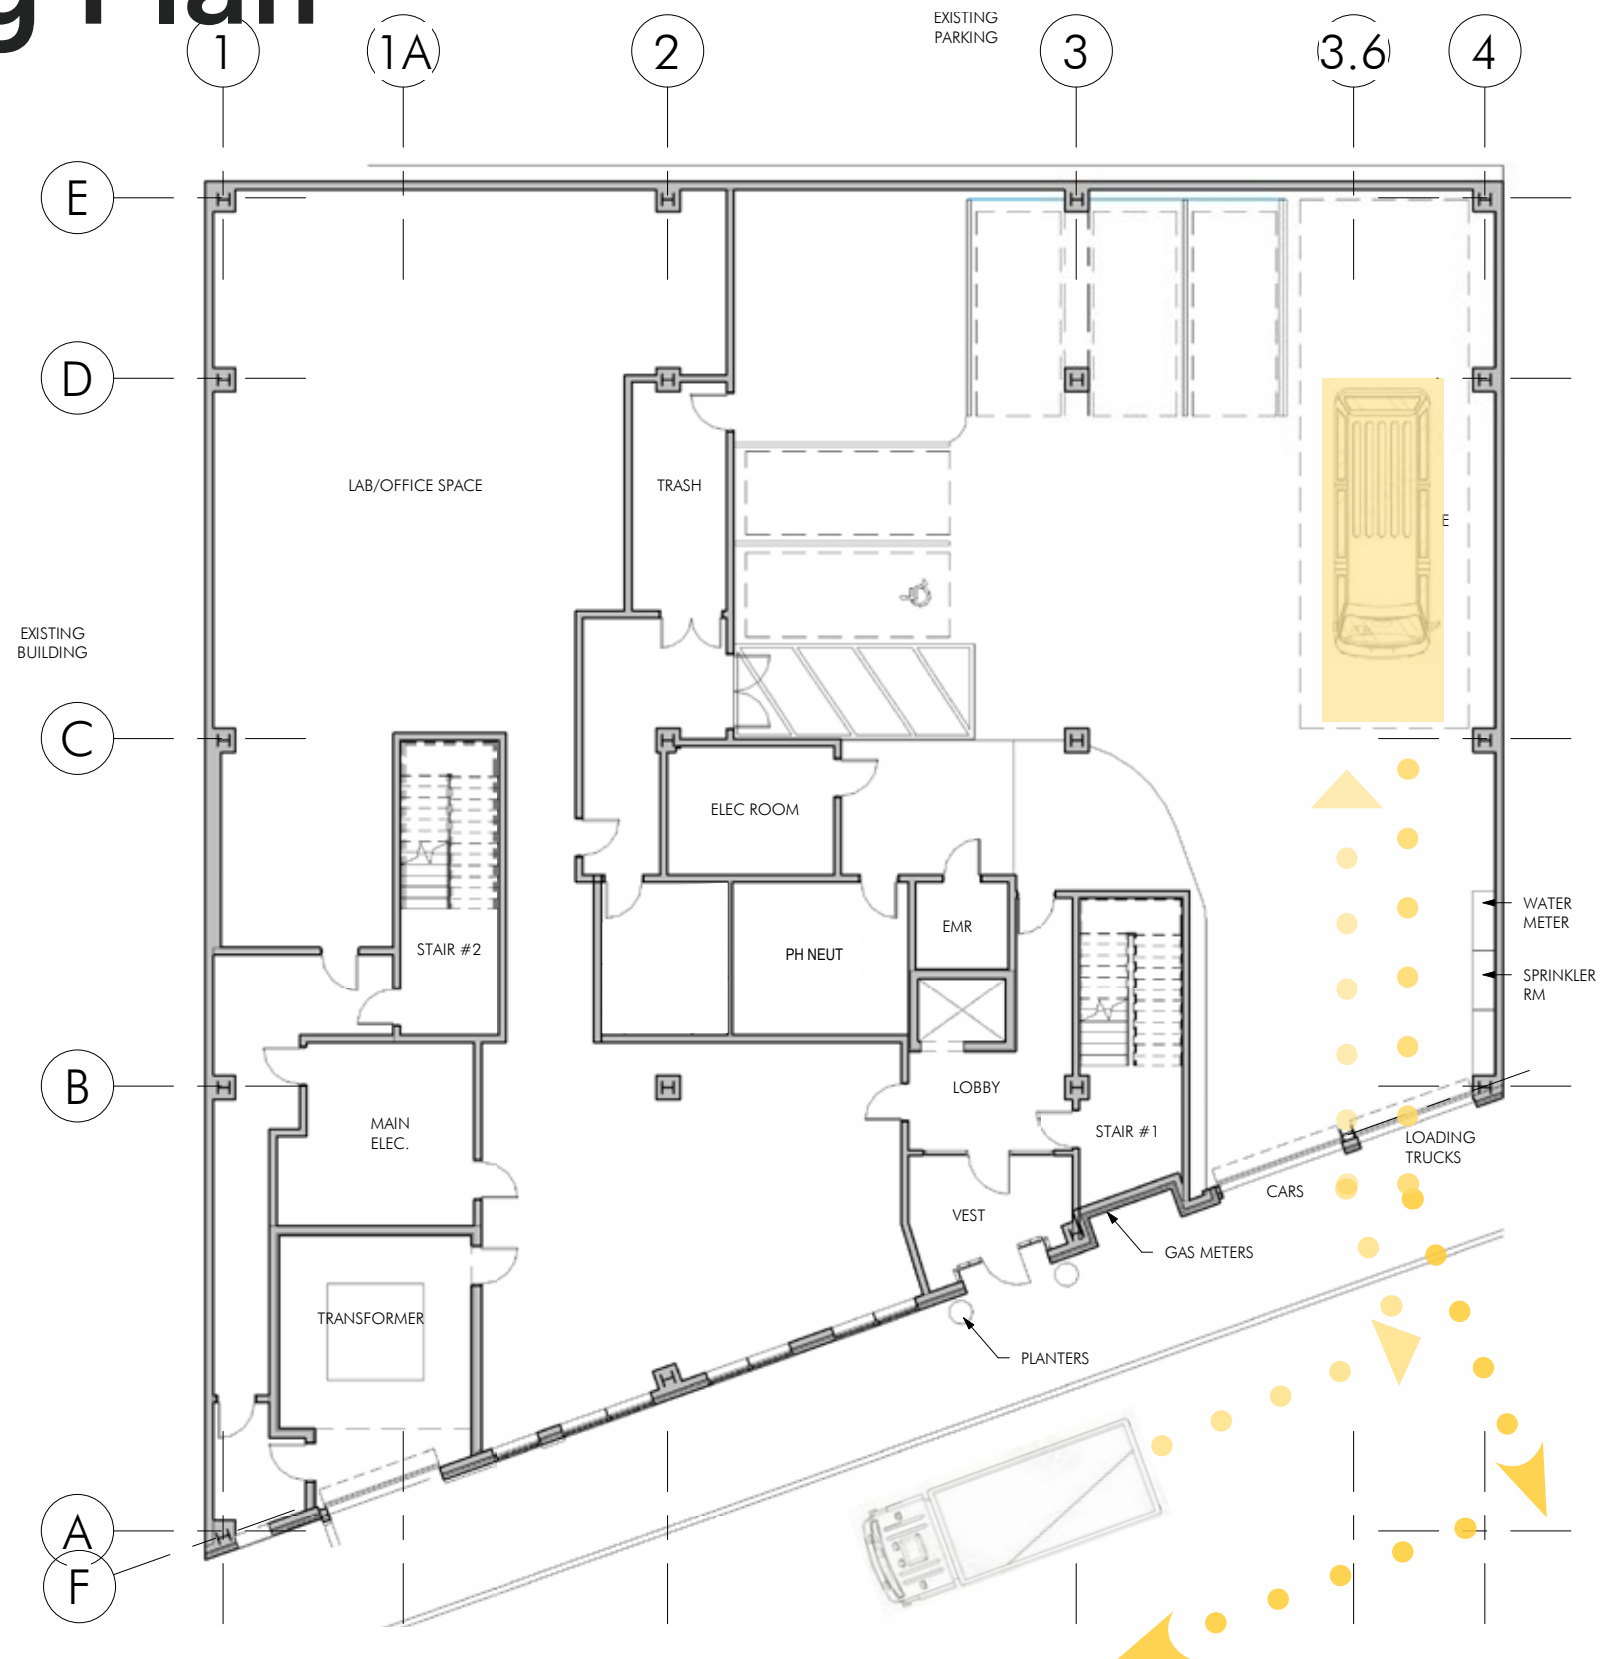 g Plan
EXISTING
PARKING
1
1A
2
3
3.6
4
E
D
LAB/OFFICE SPACE
TRASH
E
EXISTING
BUILDING
C
ELEC ROOM
WATER
METER
EMR
STAIR #2
PH NEUT
SPRINKLER
RM
B
LOBBY
MAIN
ELEC.
STAIR #1
LOADING
TRUCKS
CARS
VEST
GAS METERS
TRANSFORMER
PLANTERS
A
F